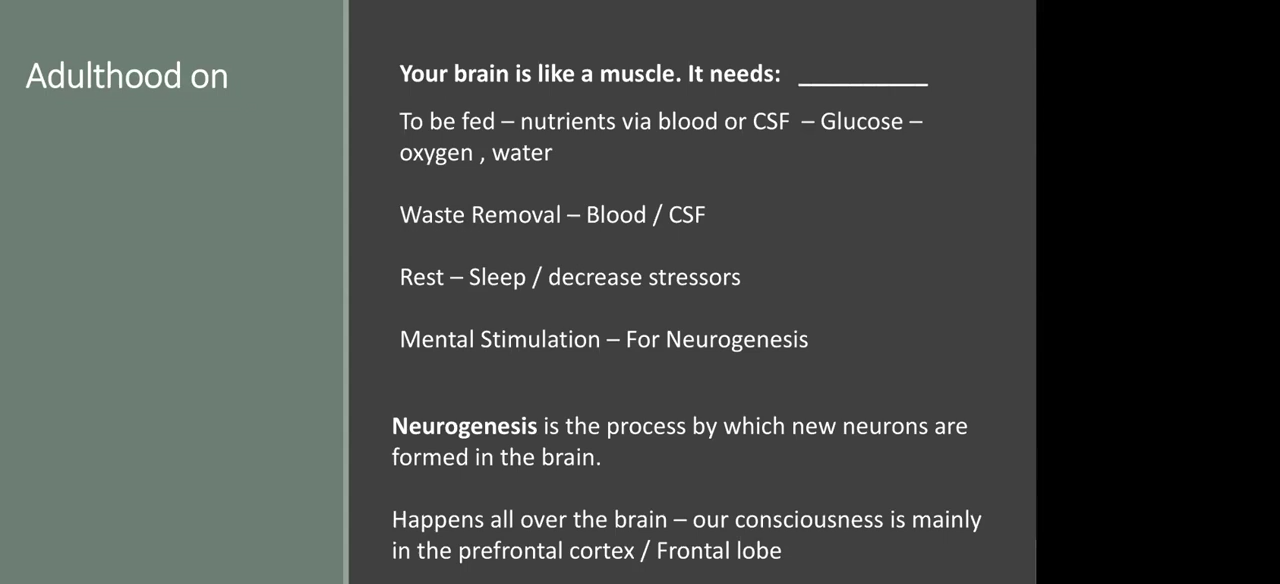 Adulthood on
Your brain is like a muscle. It needs: __________
To be fed – nutrients via blood or CSF – Glucose –
oxygen , water
Waste Removal – Blood / CSF
Rest – Sleep / decrease stressors
Mental Stimulation – For Neurogenesis
Neurogenesis is the process by which new neurons are
formed in the brain.
Happens all over the brain – our consciousness is mainly
in the prefrontal cortex / Frontal lobe